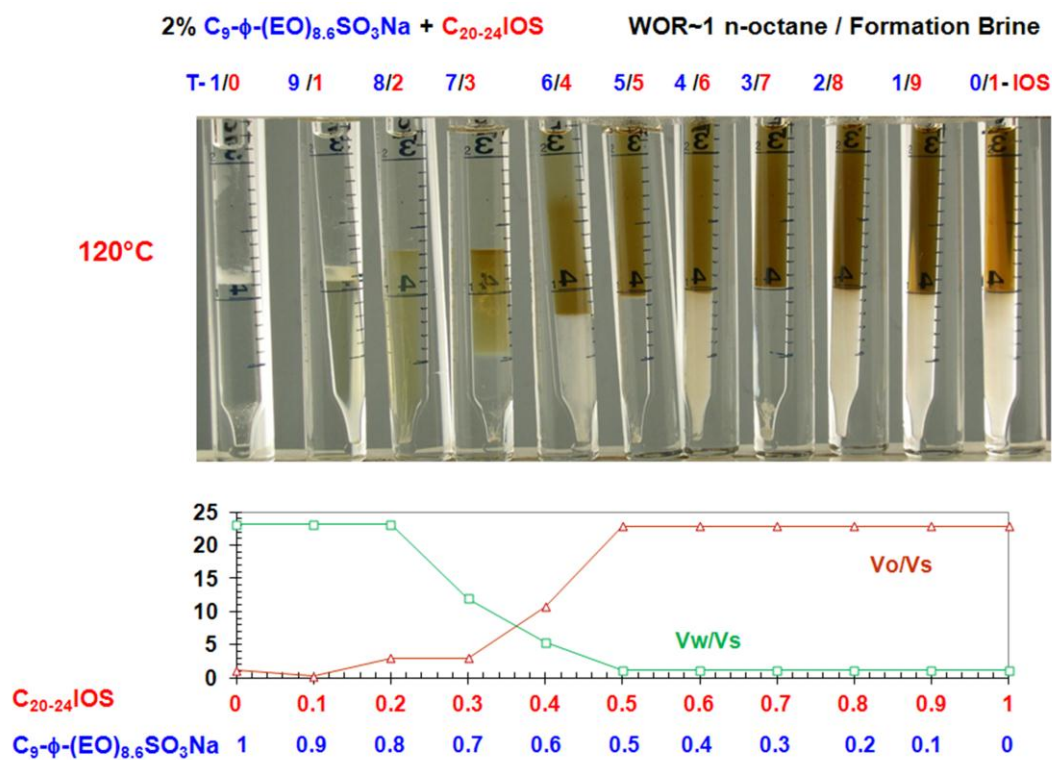 2% C₉-ϕ-(EO)₈.₆SO₃Na + C₂₀₋₂₄IOS WOR~1 n-octane / Formation Brine
T- 1/0 9 /1 8/2 7/3 6/4 5/5 4 /6 3/7 2/8 1/9 0/1- IOS
120°C
25
20
15
10
5
0
Vo/Vs
Vw/Vs
C₂₀₋₂₄IOS 0 0.1 0.2 0.3 0.4 0.5 0.6 0.7 0.8 0.9 1
C₉-ϕ-(EO)₈.₆SO₃Na 1 0.9 0.8 0.7 0.6 0.5 0.4 0.3 0.2 0.1 0